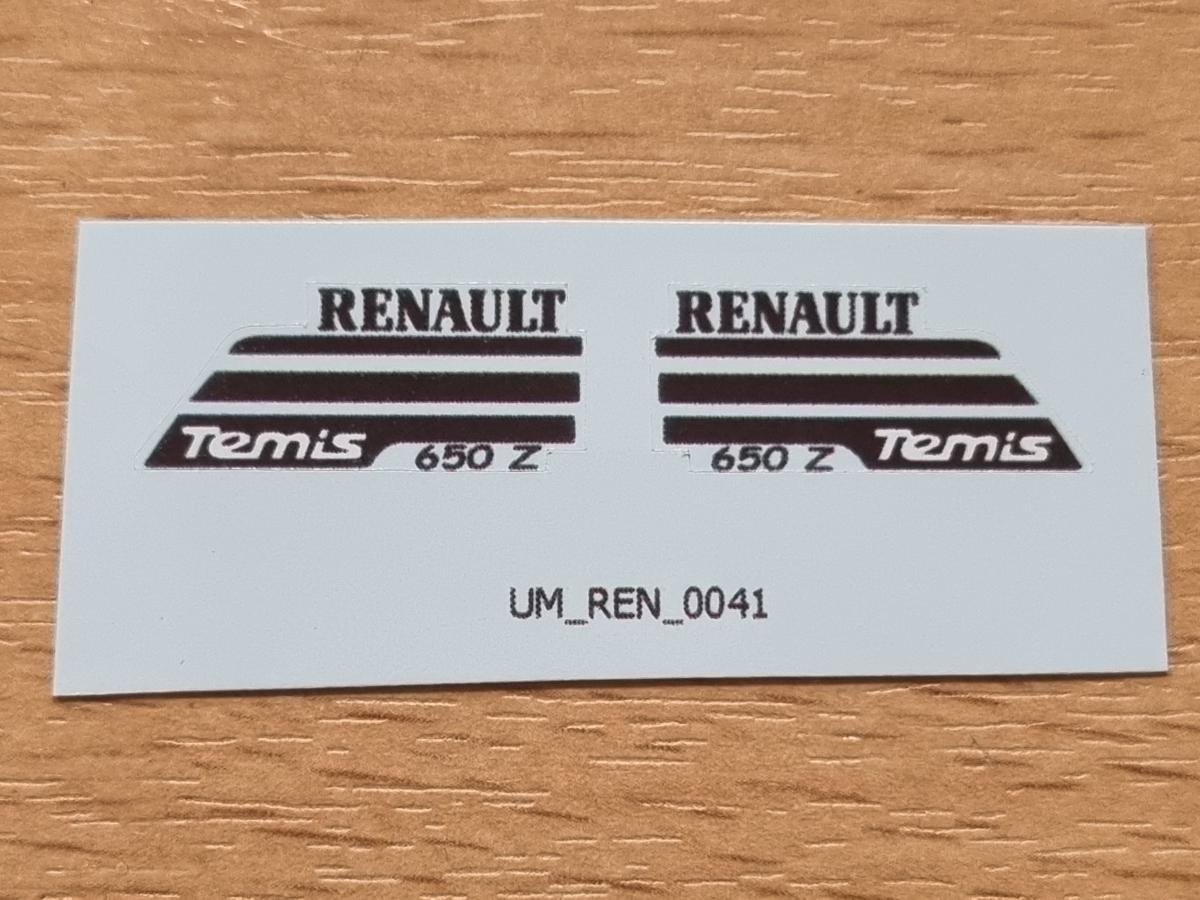 RENAULT
Temis 650 Z
RENAULT
650 Z Temis
UM_REN_0041